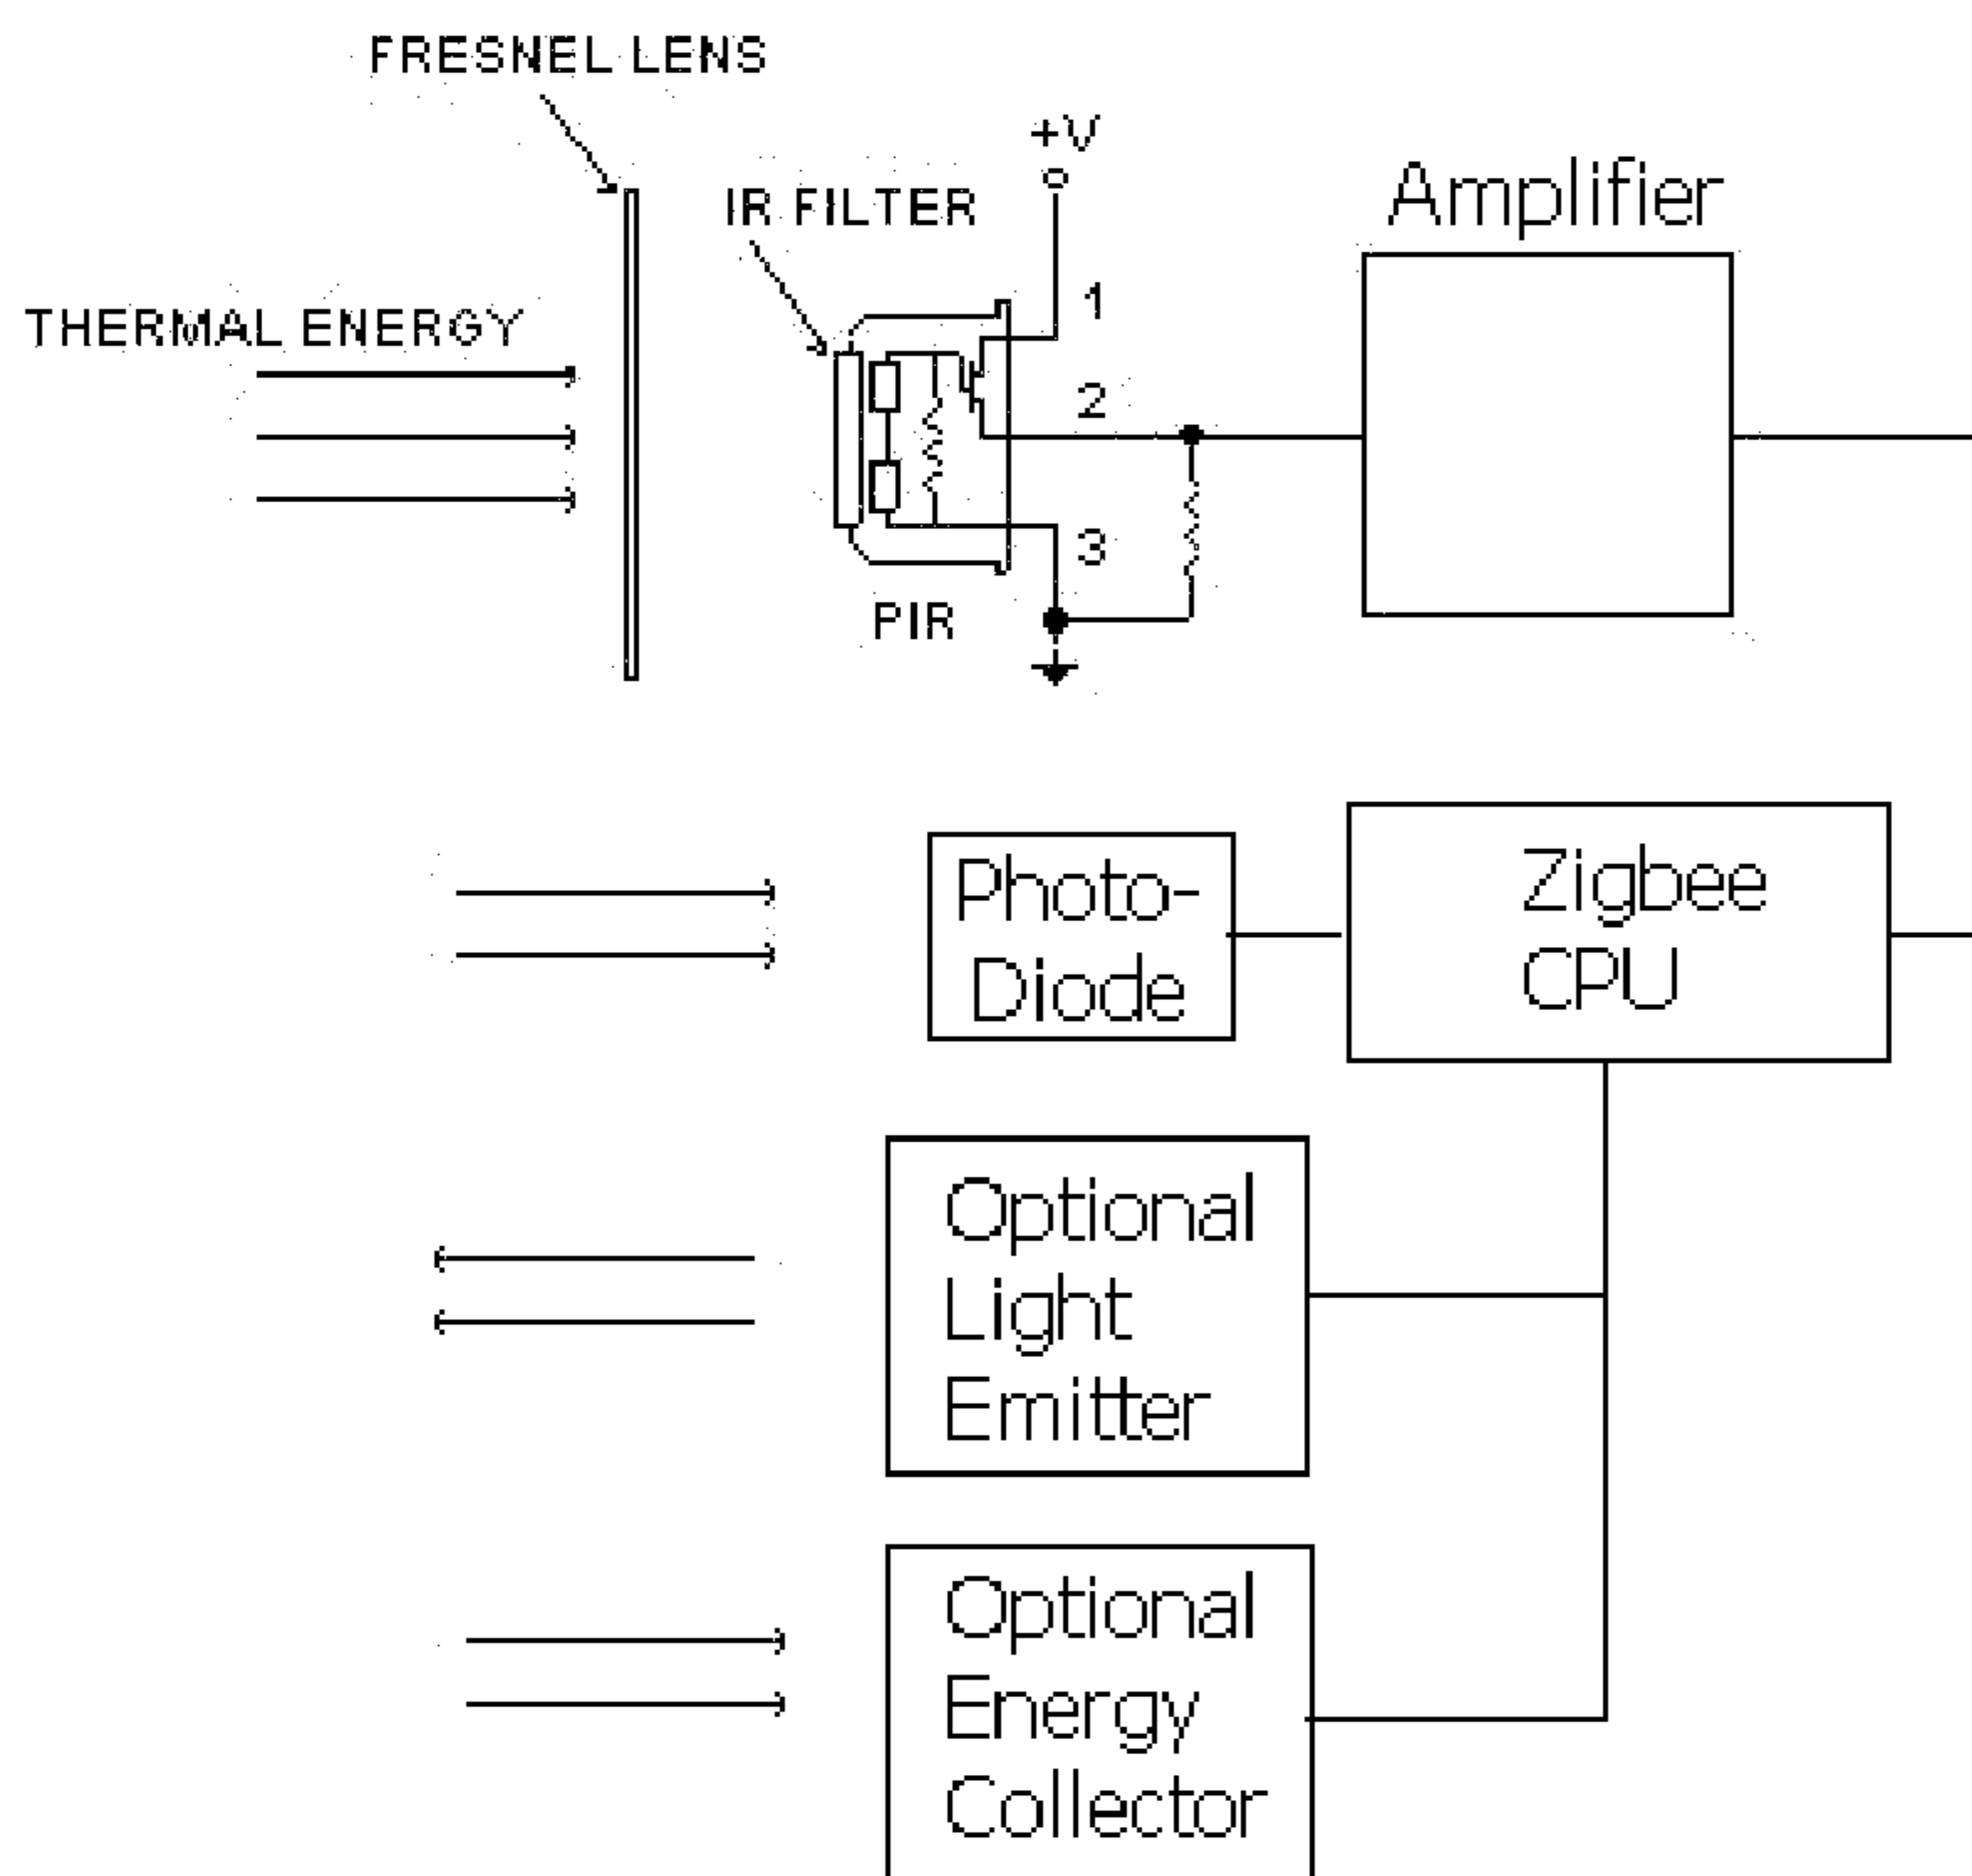 FRESNEL LENS
+V
IR FILTER
Amplifier
THERMAL ENERGY
1
2
3
PIR
Photo-
Diode
Zigbee
CPU
Optional
Light
Emitter
Optional
Energy
Collector